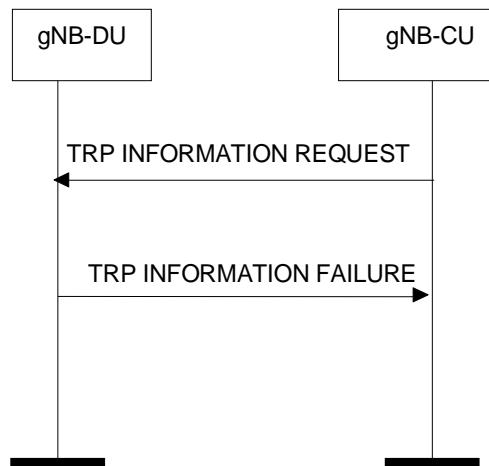 gNB-DU
gNB-CU
TRP INFORMATION REQUEST
TRP INFORMATION FAILURE